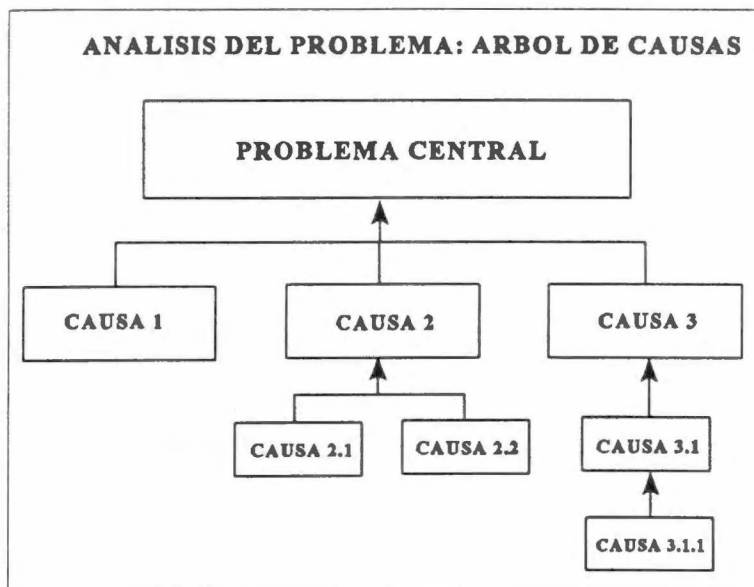 ANALISIS DEL PROBLEMA: ARBOL DE CAUSAS
PROBLEMA CENTRAL
CAUSA 1
CAUSA 2
CAUSA 3
CAUSA 2.1
CAUSA 2.2
CAUSA 3.1
CAUSA 3.1.1